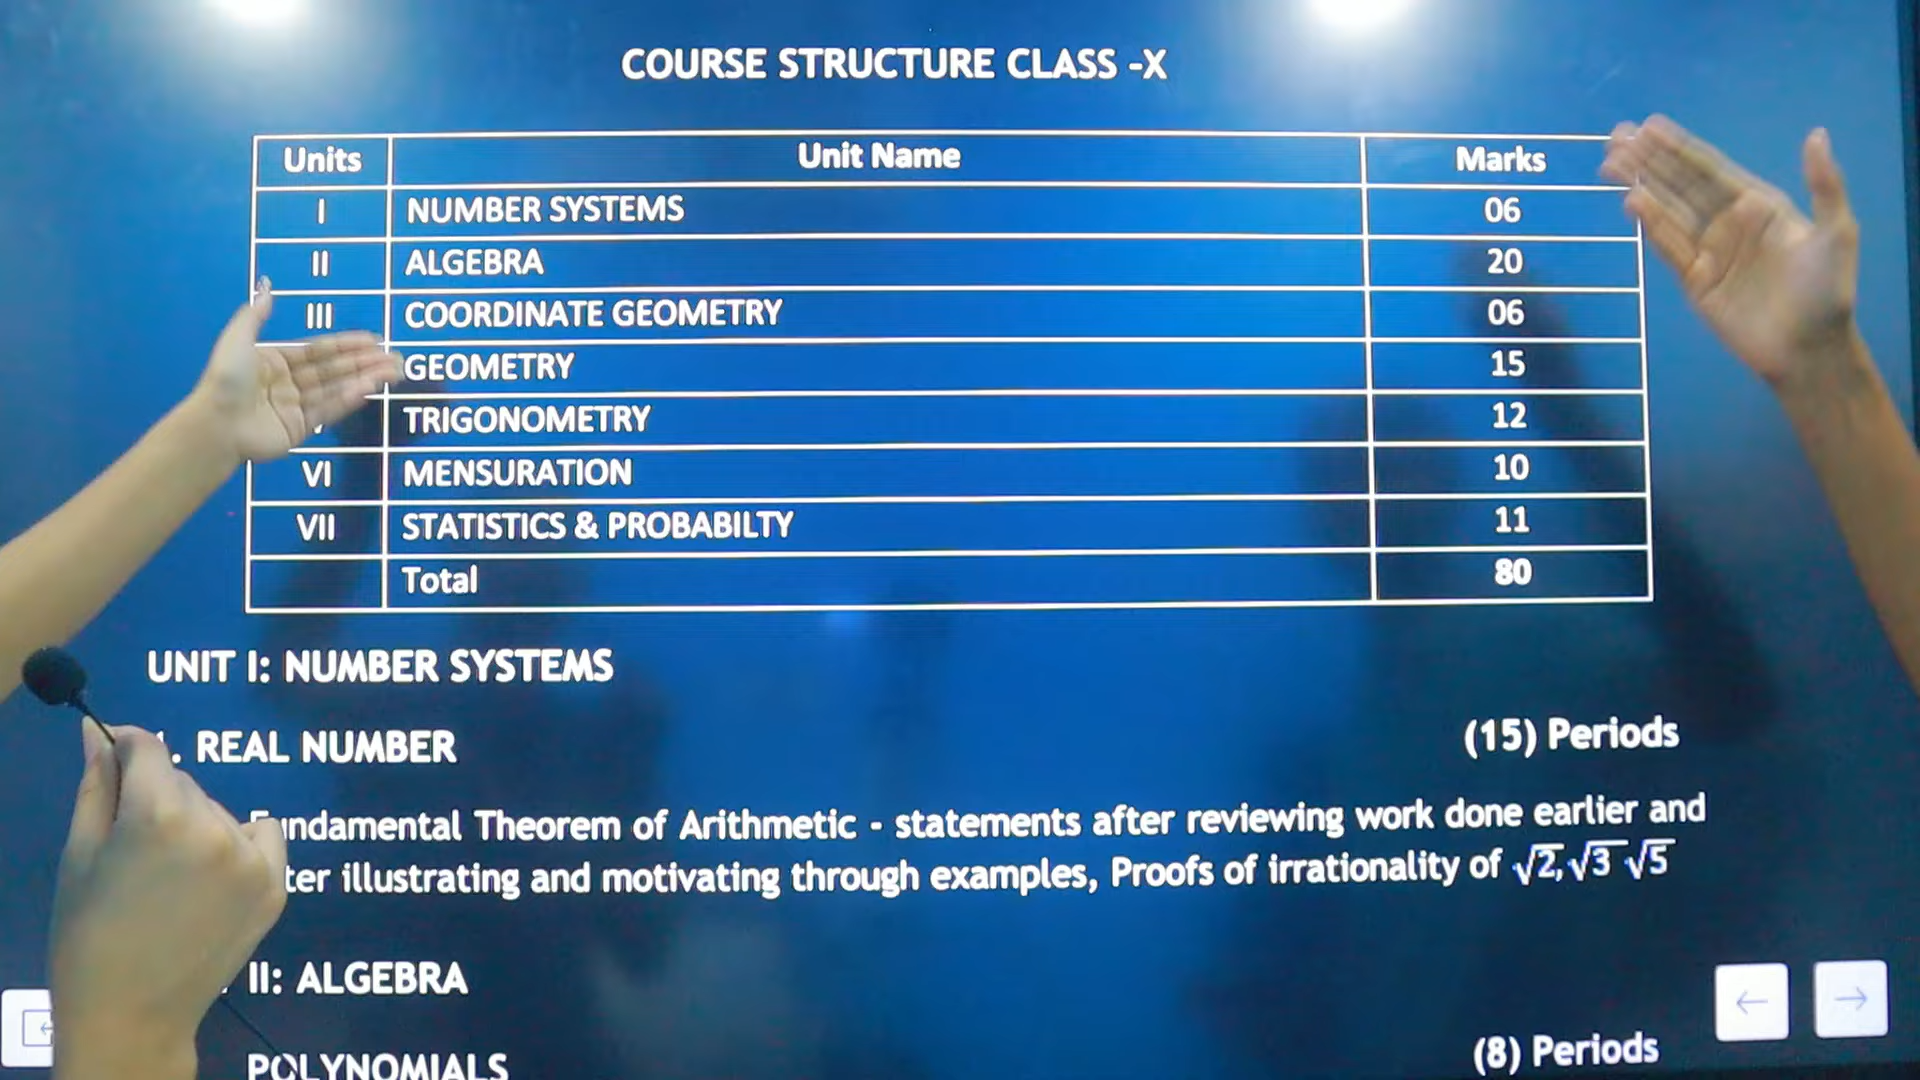 COURSE STRUCTURE CLASS -X
Units Unit Name Marks
I NUMBER SYSTEMS 06
II ALGEBRA 20
III COORDINATE GEOMETRY 06
GEOMETRY 15
TRIGONOMETRY 12
VI MENSURATION 10
VII STATISTICS & PROBABILTY 11
Total 80
UNIT I: NUMBER SYSTEMS
. REAL NUMBER (15) Periods
Fundamental Theorem of Arithmetic - statements after reviewing work done earlier and
ter illustrating and motivating through examples, Proofs of irrationality of √2, √3 √5
II: ALGEBRA
POLYNOMIALS (8) Periods